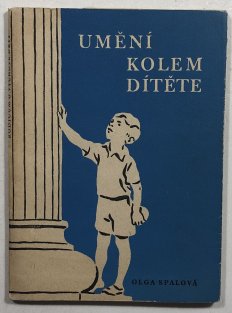 UMĚNÍ
KOLEM
DÍTĚTE
OLGA SPALOVÁ